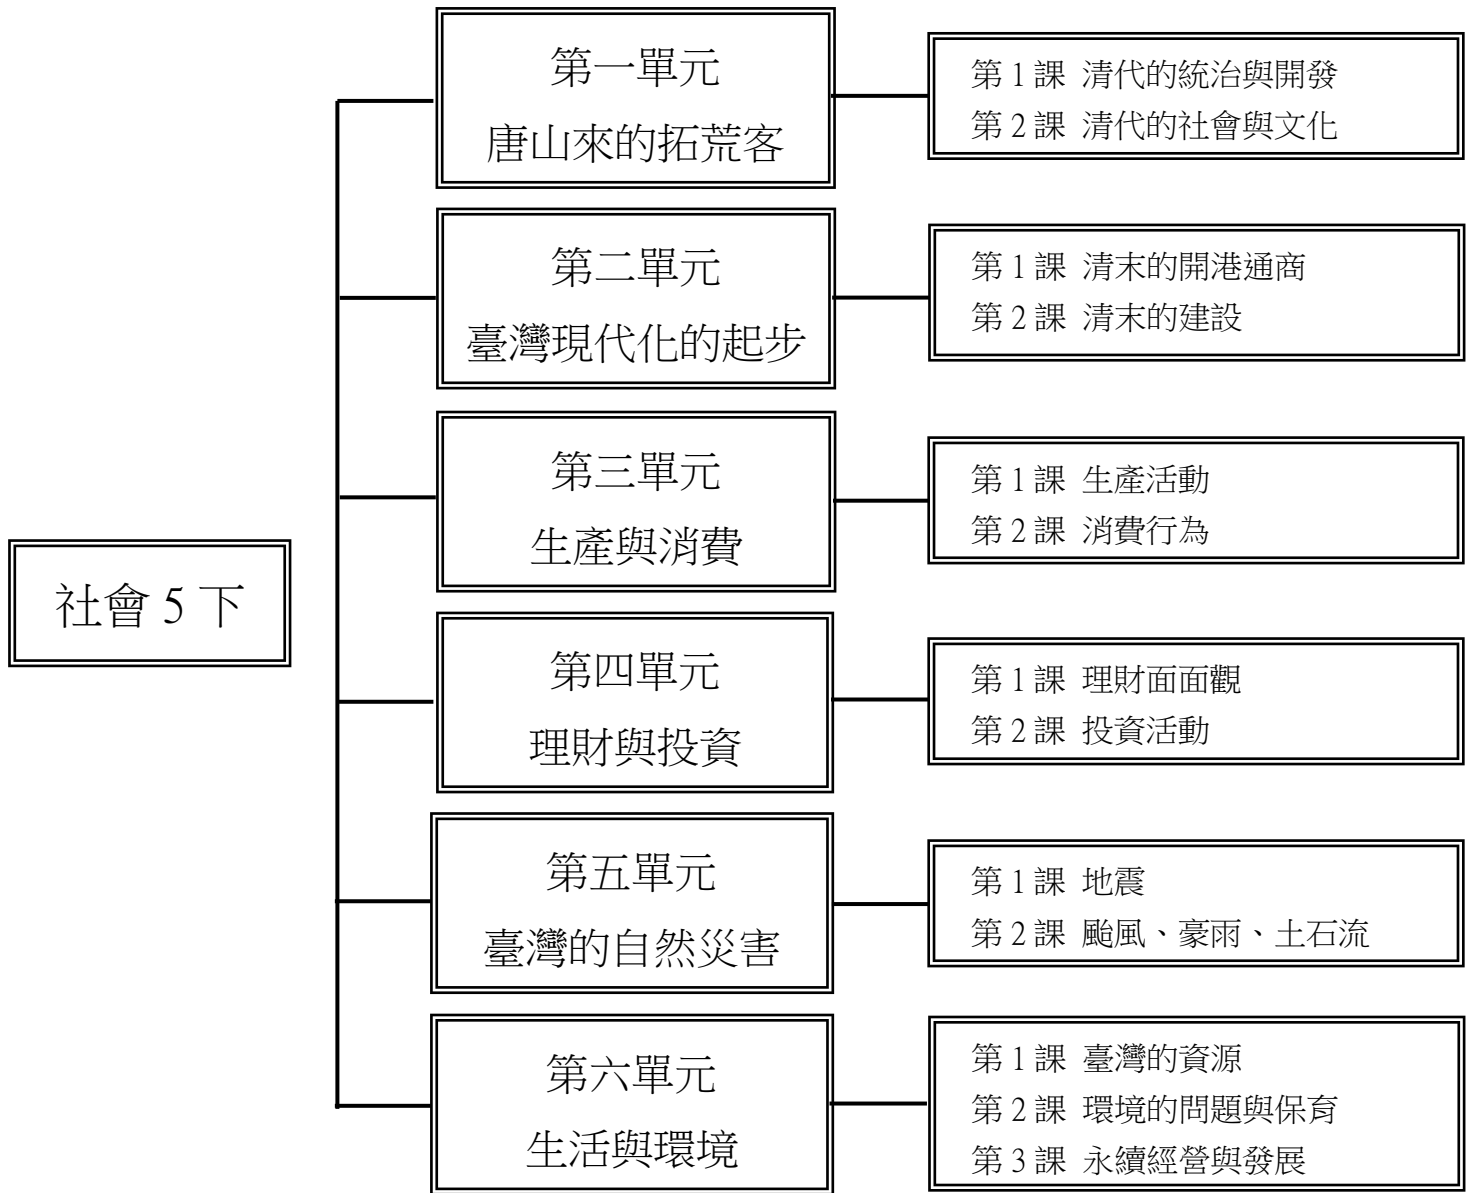 社會 5 下
第一單元
唐山來的拓荒客
第 1 課 清代的統治與開發
第 2 課 清代的社會與文化
第二單元
臺灣現代化的起步
第 1 課 清末的開港通商
第 2 課 清末的建設
第三單元
生產與消費
第 1 課 生產活動
第 2 課 消費行為
第四單元
理財與投資
第 1 課 理財面面觀
第 2 課 投資活動
第五單元
臺灣的自然災害
第 1 課 地震
第 2 課 颱風、豪雨、土石流
第六單元
生活與環境
第 1 課 臺灣的資源
第 2 課 環境的問題與保育
第 3 課 永續經營與發展